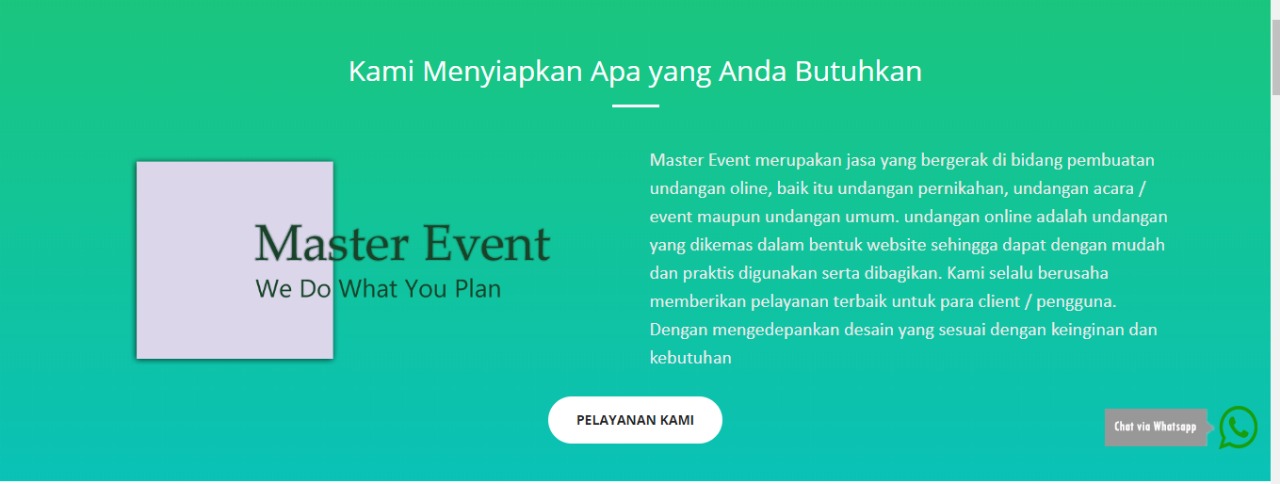 Kami Menyiapkan Apa yang Anda Butuhkan
Master Event
We Do What You Plan
Master Event merupakan jasa yang bergerak di bidang pembuatan
undangan oline, baik itu undangan pernikahan, undangan acara /
event maupun undangan umum. undangan online adalah undangan
yang dikemas dalam bentuk website sehingga dapat dengan mudah
dan praktis digunakan serta dibagikan. Kami selalu berusaha
memberikan pelayanan terbaik untuk para client / pengguna.
Dengan mengedepankan desain yang sesuai dengan keinginan dan
kebutuhan
PELAYANAN KAMI
Chat via Whatsapp